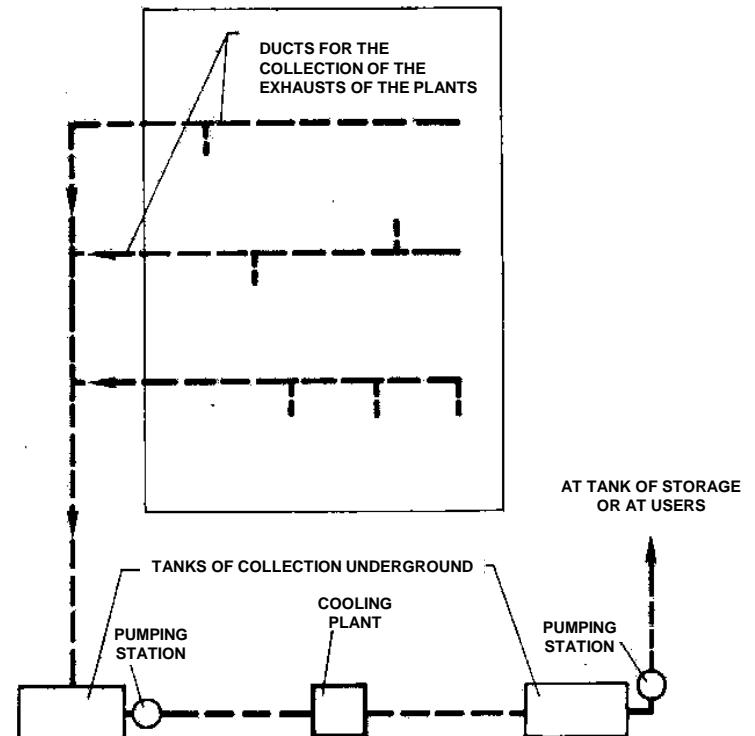 DUCTS FOR THE
COLLECTION OF THE
EXHAUSTS OF THE PLANTS
AT TANK OF STORAGE
OR AT USERS
TANKS OF COLLECTION UNDERGROUND
COOLING
PLANT
PUMPING
STATION
PUMPING
STATION